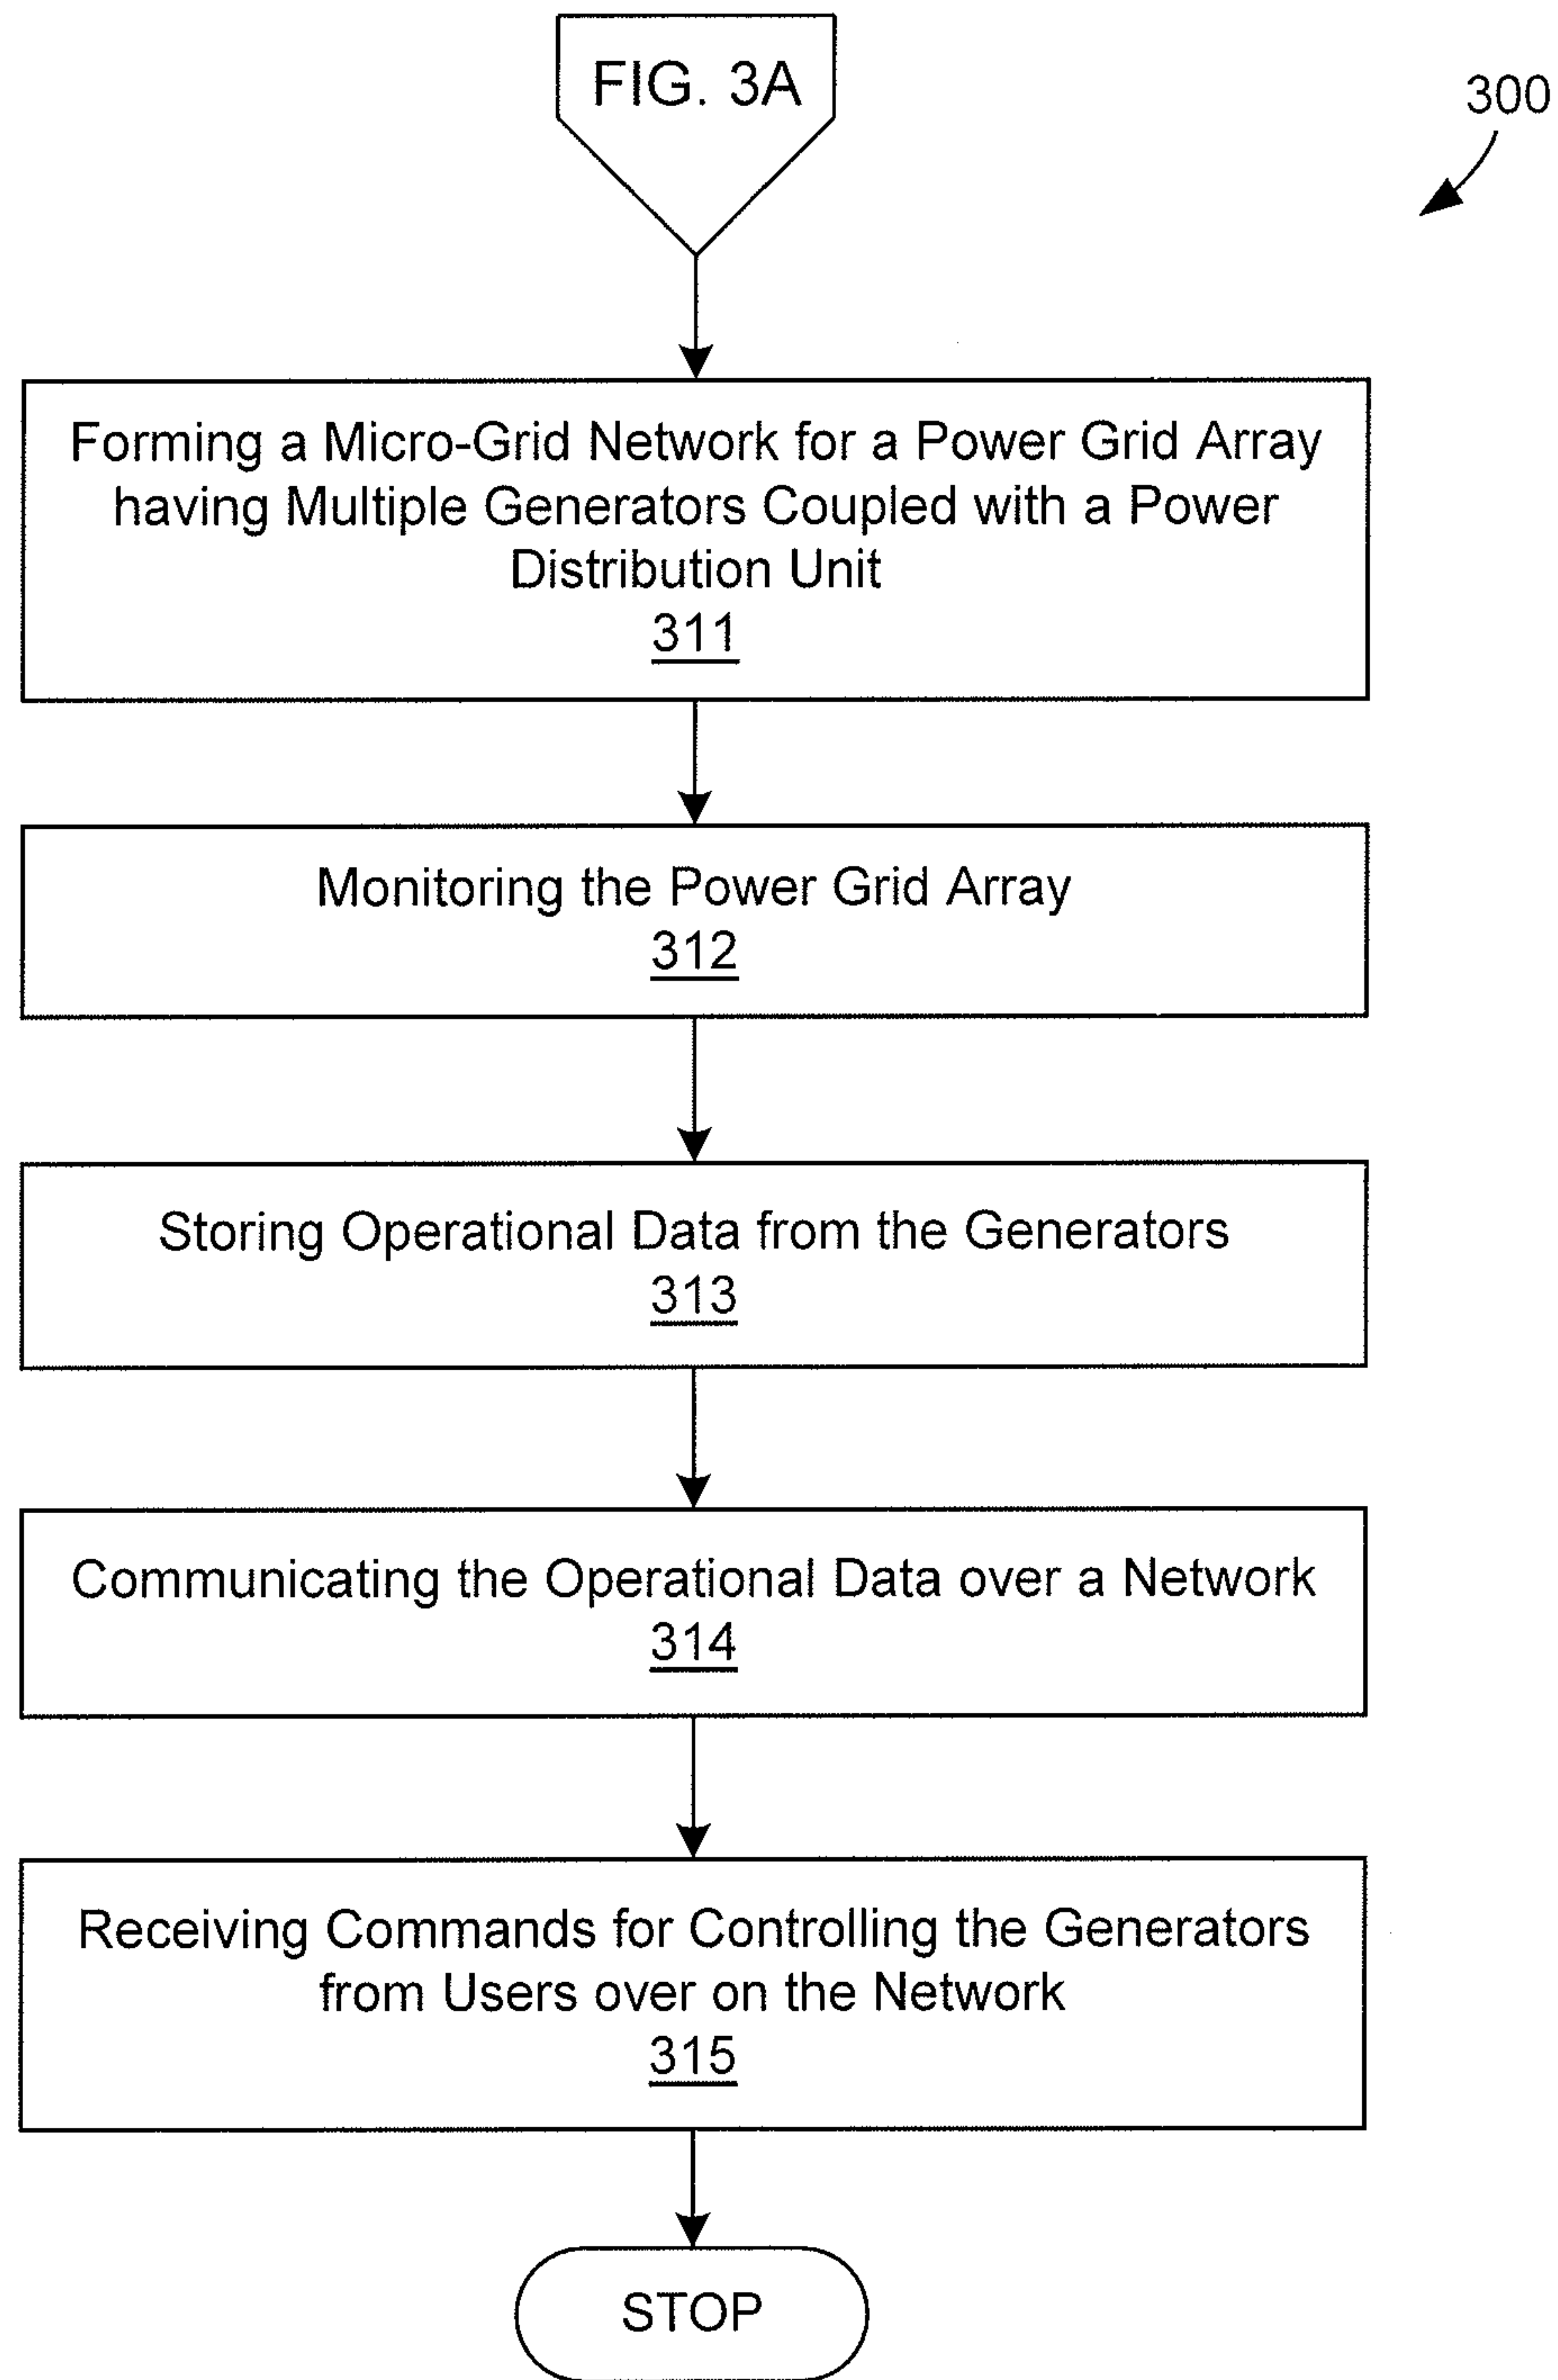 FIG. 3A
300
Forming a Micro-Grid Network for a Power Grid Array
having Multiple Generators Coupled with a Power
Distribution Unit
311
Monitoring the Power Grid Array
312
Storing Operational Data from the Generators
313
Communicating the Operational Data over a Network
314
Receiving Commands for Controlling the Generators
from Users over on the Network
315
STOP